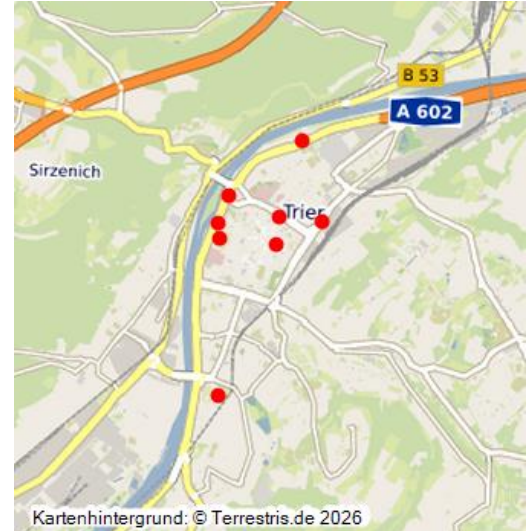 B 53
A 602
Sirzenich
Trier
Kartenhintergrund: © Terrestris.de 2026